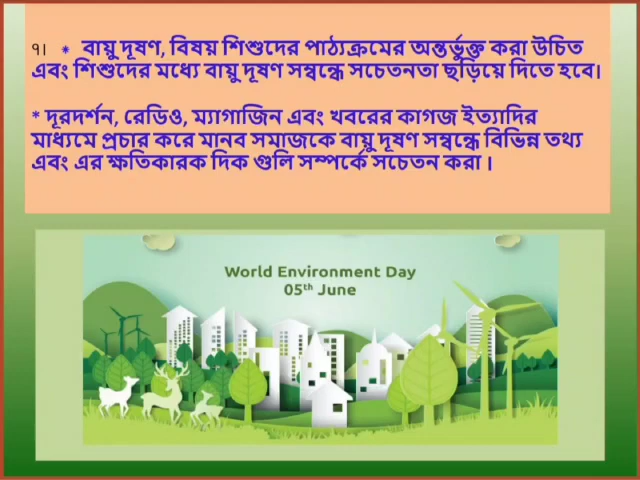 ৭। * বায়ু দূষণ, বিষয় শিশুদের পাঠ্যক্রমের অন্তর্ভুক্ত করা উচিত
এবং শিশুদের মধ্যে বায়ু দূষণ সম্বন্ধে সচেতনতা ছড়িয়ে দিতে হবে।
* দূরদর্শন, রেডিও, ম্যাগাজিন এবং খবরের কাগজ ইত্যাদির
মাধ্যমে প্রচার করে মানব সমাজকে বায়ু দূষণ সম্বন্ধে বিভিন্ন তথ্য
এবং এর ক্ষতিকারক দিক গুলি সম্পর্কে সচেতন করা ।
World Environment Day
05th June